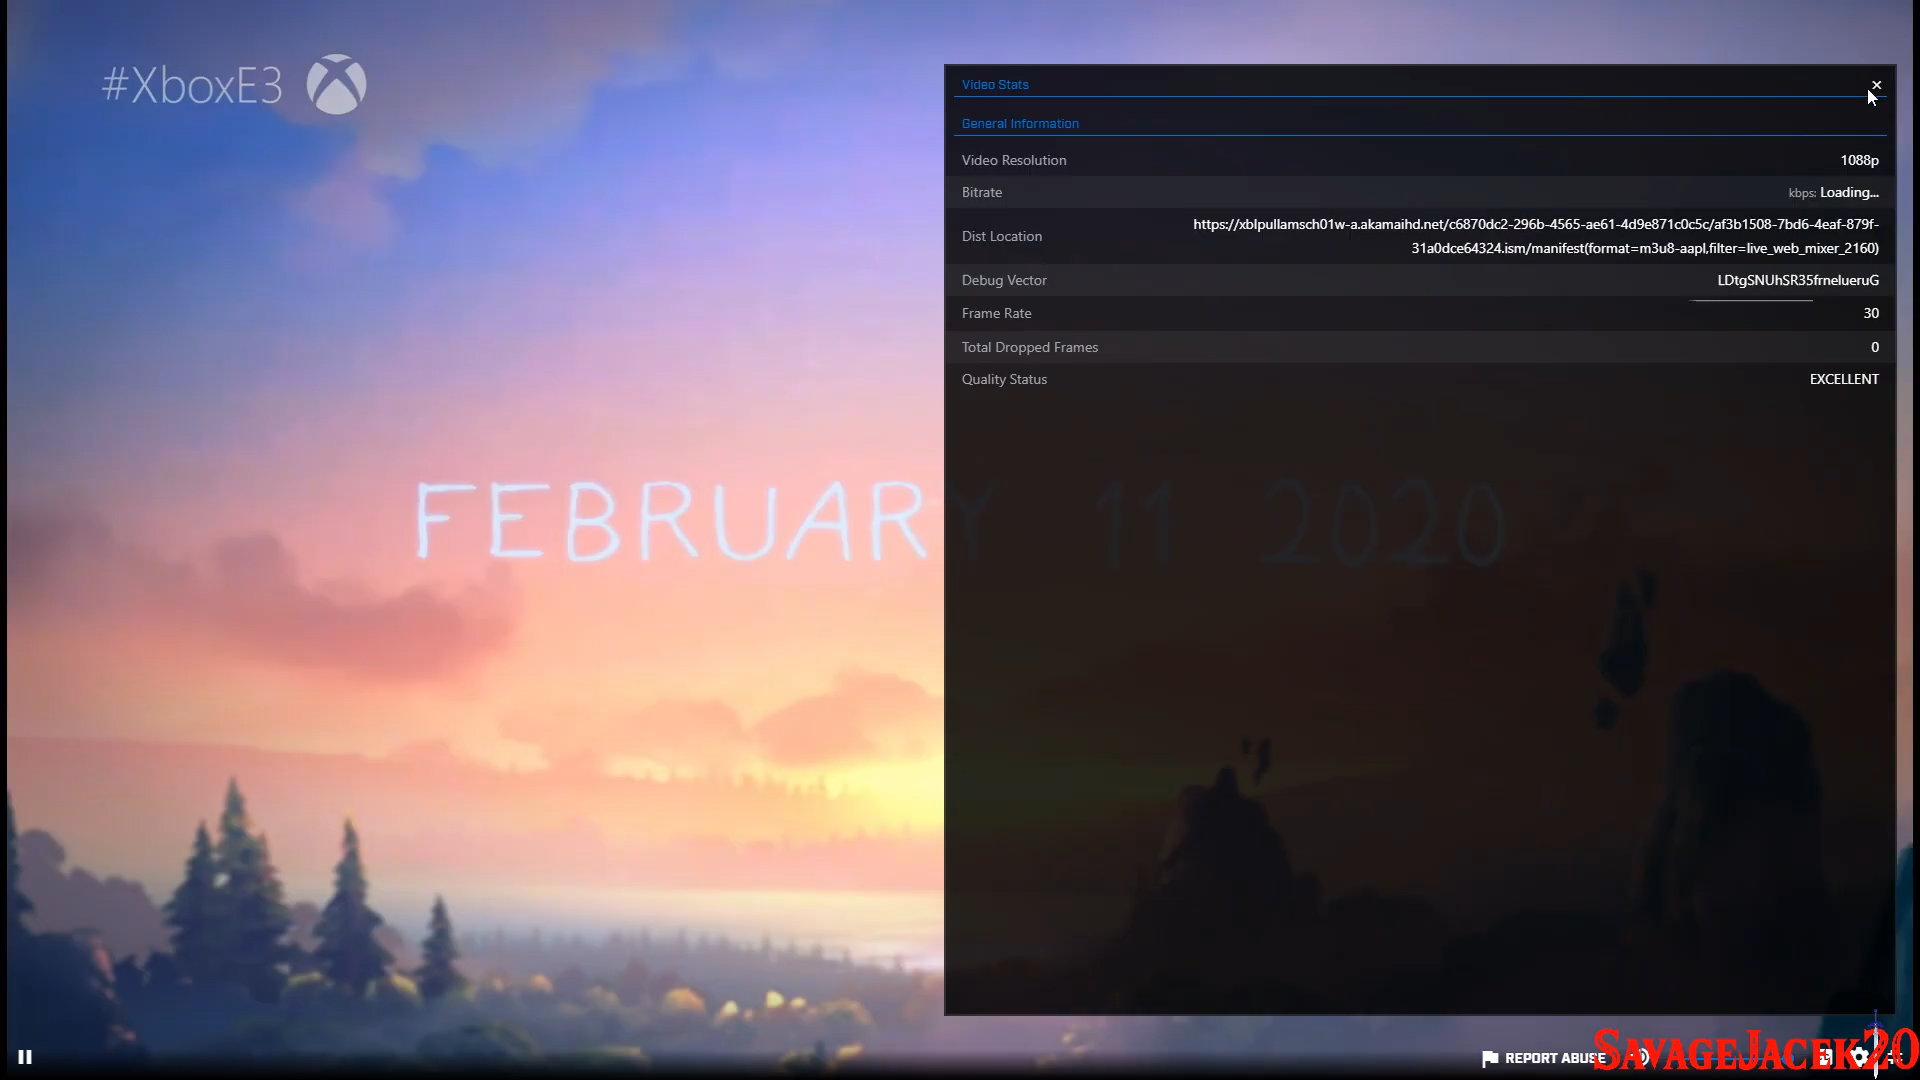 #XboxE3
Video Stats
General Information
Video Resolution 1088p
Bitrate kbps: Loading...
Dist Location https://xblpullamsch01w-a.akamaihd.net/c6870dc2-296b-4565-ae61-4d9e871c0c5c/af3b1508-7bd6-4eaf-879f-
31a0dce64324.ism/manifest(format=m3u8-aapl,filter=live_web_mixer_2160)
Debug Vector LDtgSNUhSR35frnelueruG
Frame Rate 30
Total Dropped Frames 0
Quality Status EXCELLENT
FEBRUARY 11 2020
REPORT ABUSE
SAVAGEJACEK20